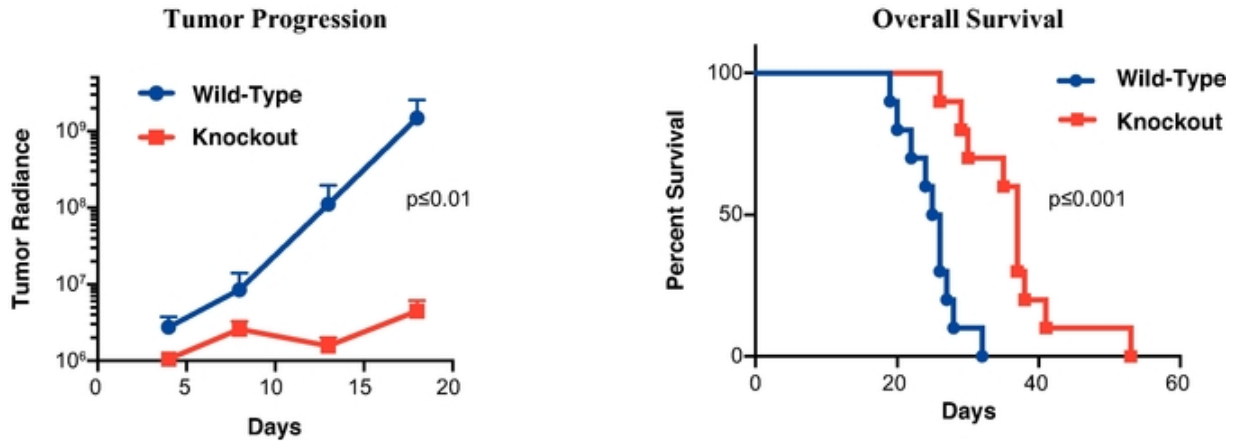 Tumor Progression
Wild-Type
Knockout
10⁹
10⁸
10⁷
10⁶
p≤0.01
0
5
10
15
20
Tumor Radiance
Days
Overall Survival
Wild-Type
Knockout
100
50
0
p≤0.001
0
20
40
60
Percent Survival
Days